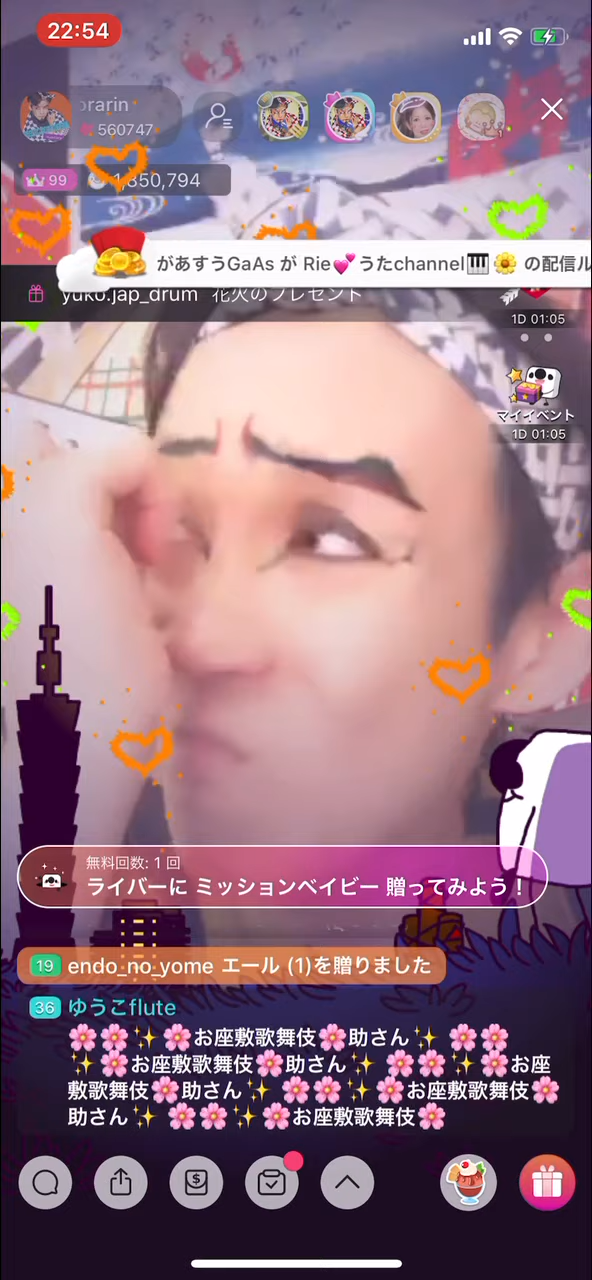 22:54
orarin
560747
99
1,850,794
があすうGaAs が Rie💕うたchannel🎹🌼 の配信ル
yuko.jap_drum 花火のプレゼント
1D 01:05
マイイベント
1D 01:05
無料回数: 1 回
ライバーに ミッションベイビー 贈ってみよう！
19 endo_no_yome エール (1)を贈りました
36 ゆうこflute
🌸🌸✨🌸お座敷歌舞伎🌸助さん✨ 🌸🌸
✨🌸お座敷歌舞伎🌸助さん✨ 🌸🌸✨🌸お座
敷歌舞伎🌸助さん✨ 🌸🌸✨🌸お座敷歌舞伎🌸
助さん✨ 🌸🌸✨🌸お座敷歌舞伎🌸